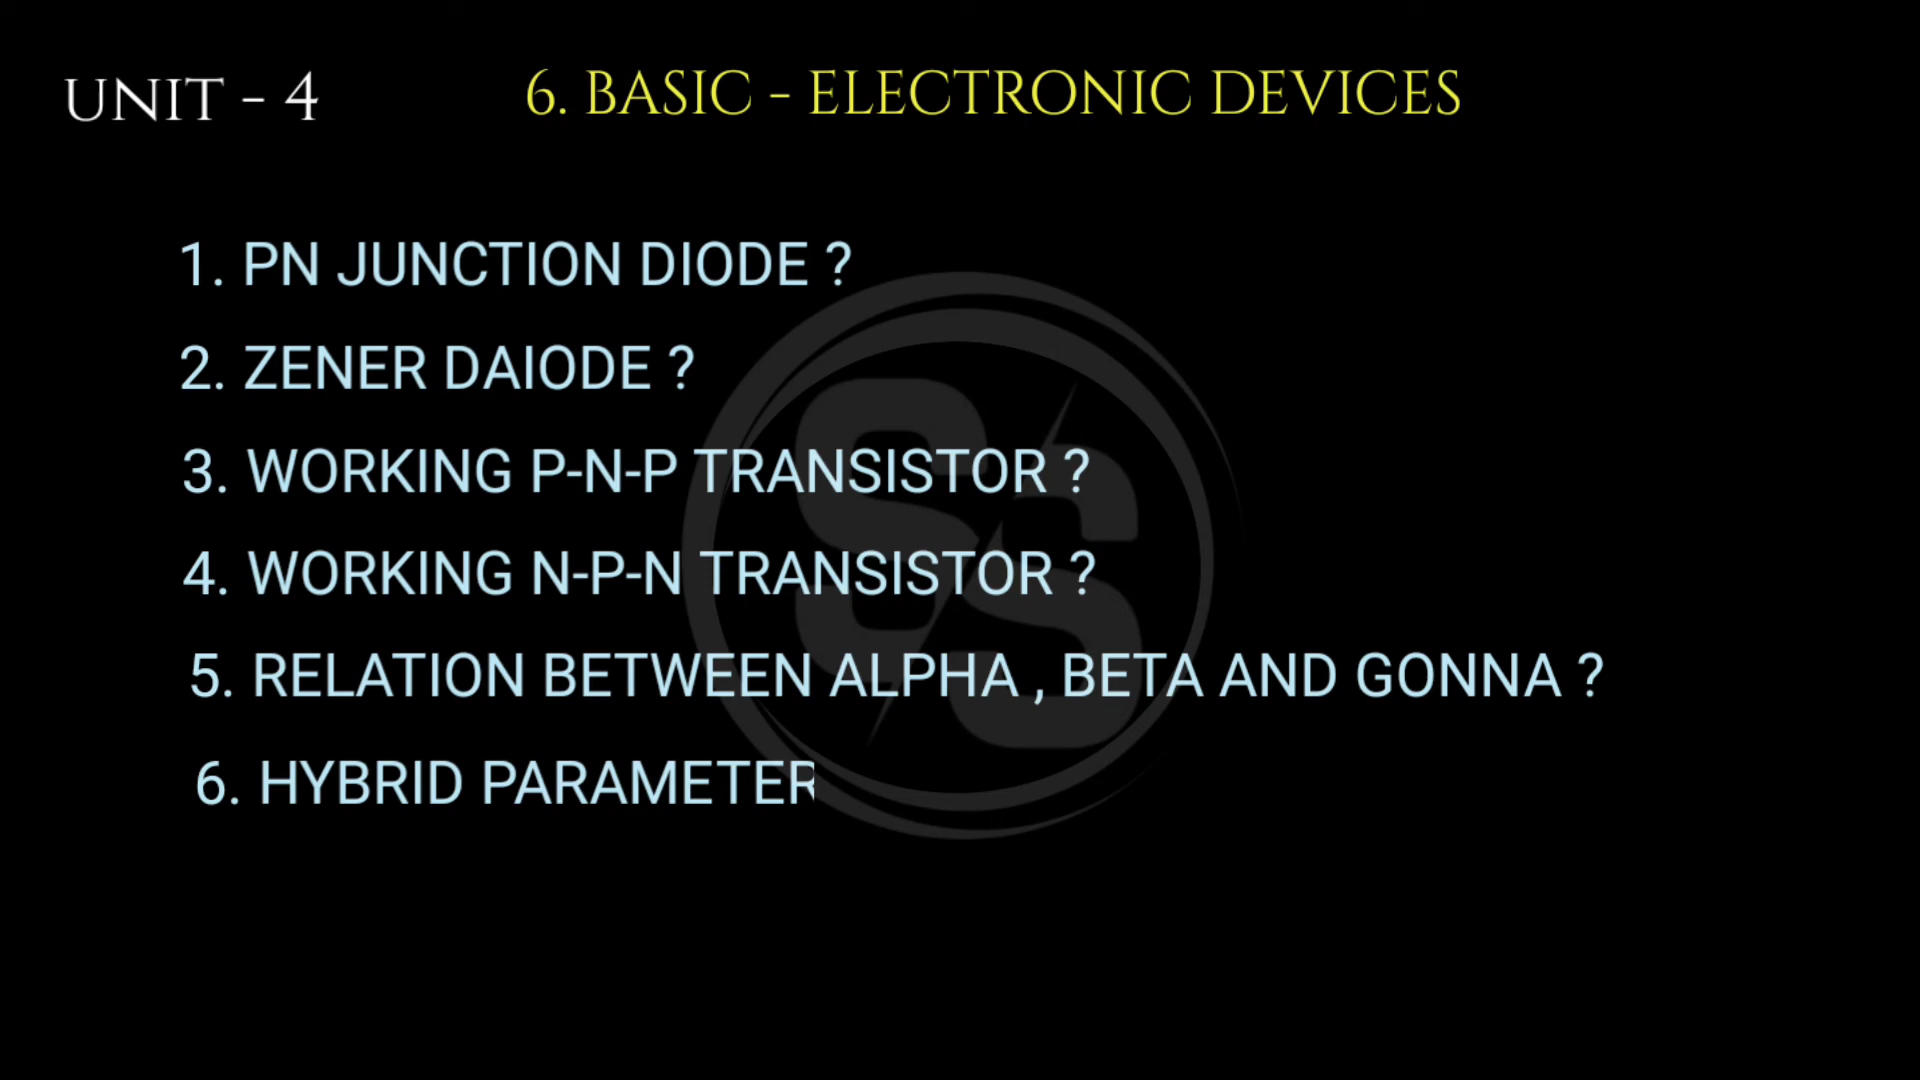 UNIT - 4
6. BASIC - ELECTRONIC DEVICES
1. PN JUNCTION DIODE ?
2. ZENER DAIODE ?
3. WORKING P-N-P TRANSISTOR ?
4. WORKING N-P-N TRANSISTOR ?
5. RELATION BETWEEN ALPHA , BETA AND GONNA ?
6. HYBRID PARAMETER
SS